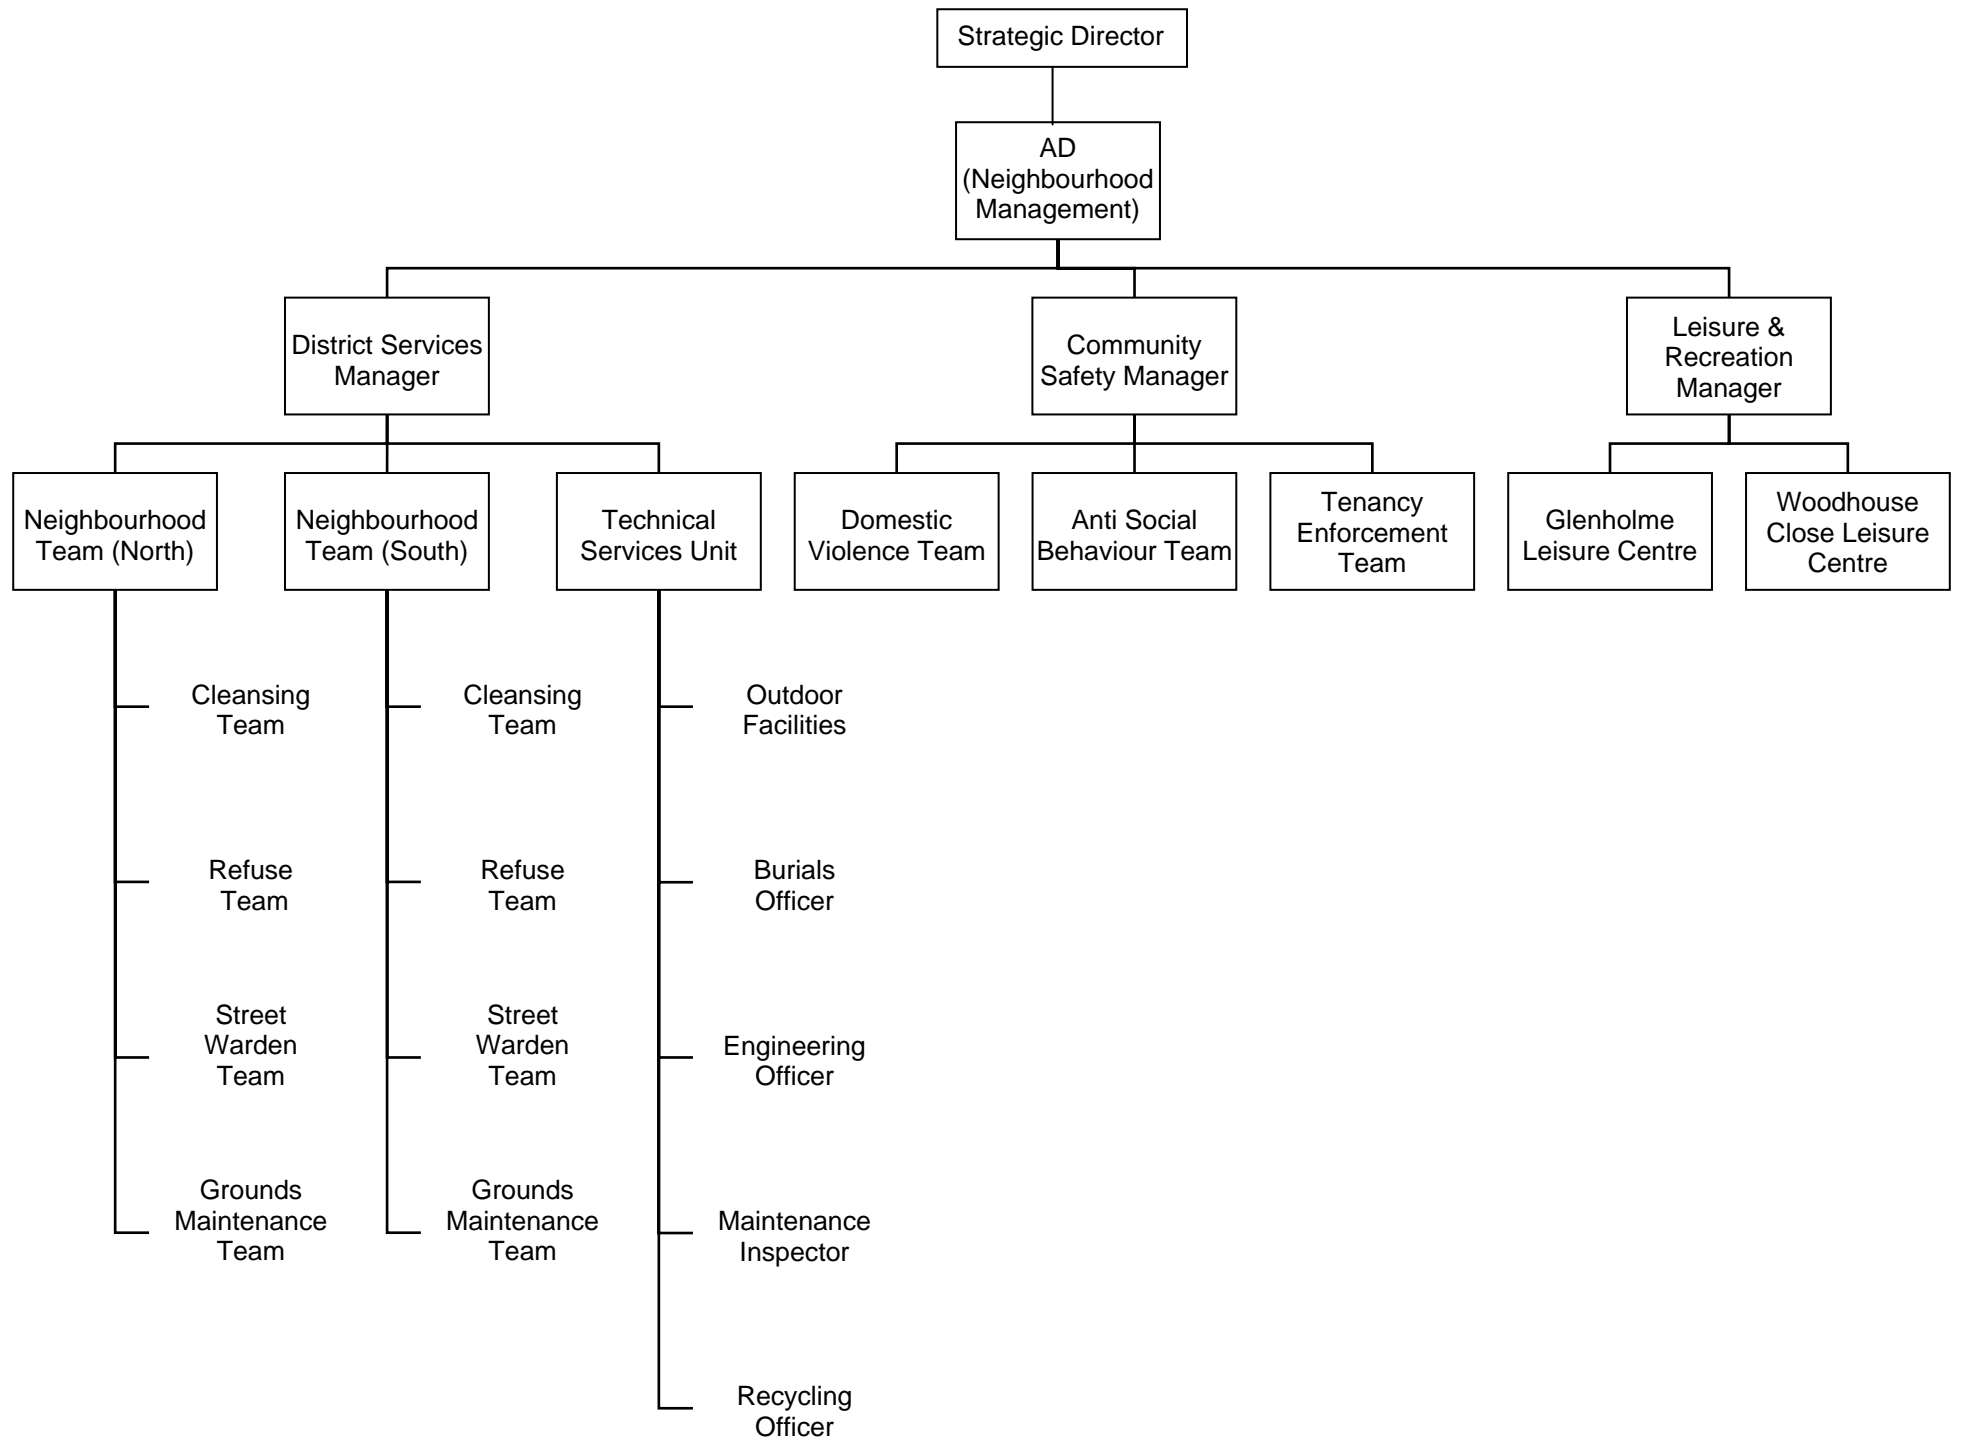 Strategic Director
AD
(Neighbourhood
Management)
District Services
Manager
Community
Safety Manager
Leisure &
Recreation
Manager
Neighbourhood
Team (North)
Neighbourhood
Team (South)
Technical
Services Unit
Domestic
Violence Team
Anti Social
Behaviour Team
Tenancy
Enforcement
Team
Glenholme
Leisure Centre
Woodhouse
Close Leisure
Centre
Cleansing
Team
Cleansing
Team
Outdoor
Facilities
Refuse
Team
Refuse
Team
Burials
Officer
Street
Warden
Team
Street
Warden
Team
Engineering
Officer
Grounds
Maintenance
Team
Grounds
Maintenance
Team
Maintenance
Inspector
Recycling
Officer